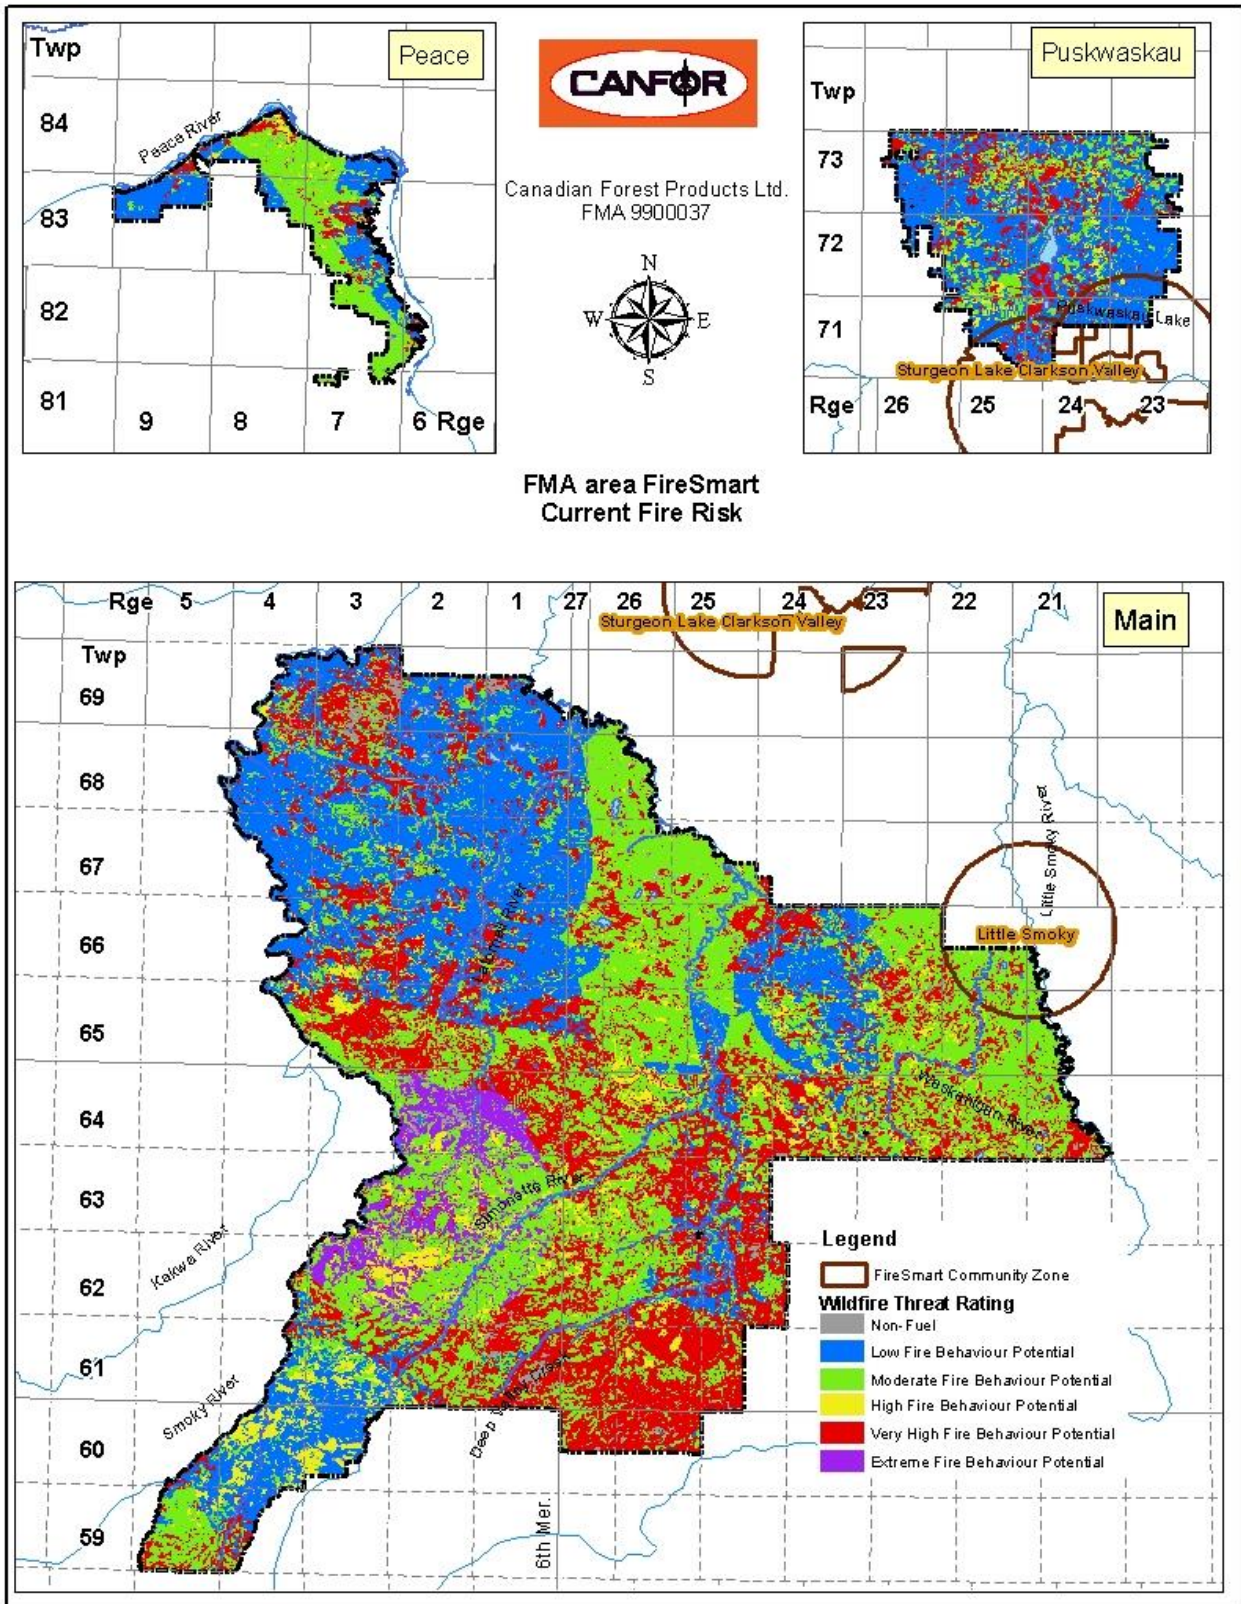 Twp
Peace
84
83
82
81
Peace River
9 8 7 6 Rge
CANFOR
Canadian Forest Products Ltd.
FMA 9900037
N
W E
S
Puskwaskau
Twp
73
72
71
Puskwaskau Lake
Sturgeon Lake Clarkson Valley
Rge 26 25 24 23
FMA area FireSmart
Current Fire Risk
Rge 5 4 3 2 1 27 26 25 24 23 22 21
Main
Sturgeon Lake Clarkson Valley
Twp
69
68
67
66
65
64
63
62
61
60
59
Little Smoky River
Little Smoky
Latornell River
Waskahigan River
Simonette River
Kakwa River
Smoky River
Deep Valley Creek
6th Mer.
Legend
FireSmart Community Zone
Wildfire Threat Rating
Non-Fuel
Low Fire Behaviour Potential
Moderate Fire Behaviour Potential
High Fire Behaviour Potential
Very High Fire Behaviour Potential
Extreme Fire Behaviour Potential